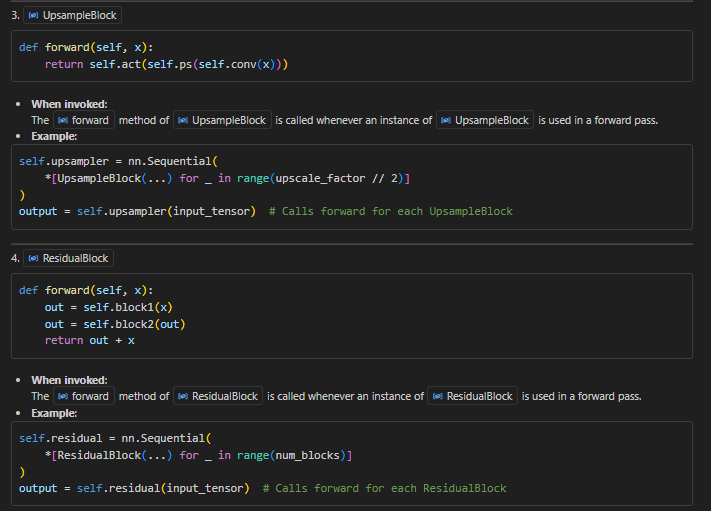 3. UpsampleBlock
def forward(self, x):
    return self.act(self.ps(self.conv(x)))
• When invoked:
The forward method of UpsampleBlock is called whenever an instance of UpsampleBlock is used in a forward pass.
• Example:
self.upsampler = nn.Sequential(
    *[UpsampleBlock(...) for _ in range(upscale_factor // 2)]
)
output = self.upsampler(input_tensor)  # Calls forward for each UpsampleBlock
4. ResidualBlock
def forward(self, x):
    out = self.block1(x)
    out = self.block2(out)
    return out + x
• When invoked:
The forward method of ResidualBlock is called whenever an instance of ResidualBlock is used in a forward pass.
• Example:
self.residual = nn.Sequential(
    *[ResidualBlock(...) for _ in range(num_blocks)]
)
output = self.residual(input_tensor)  # Calls forward for each ResidualBlock